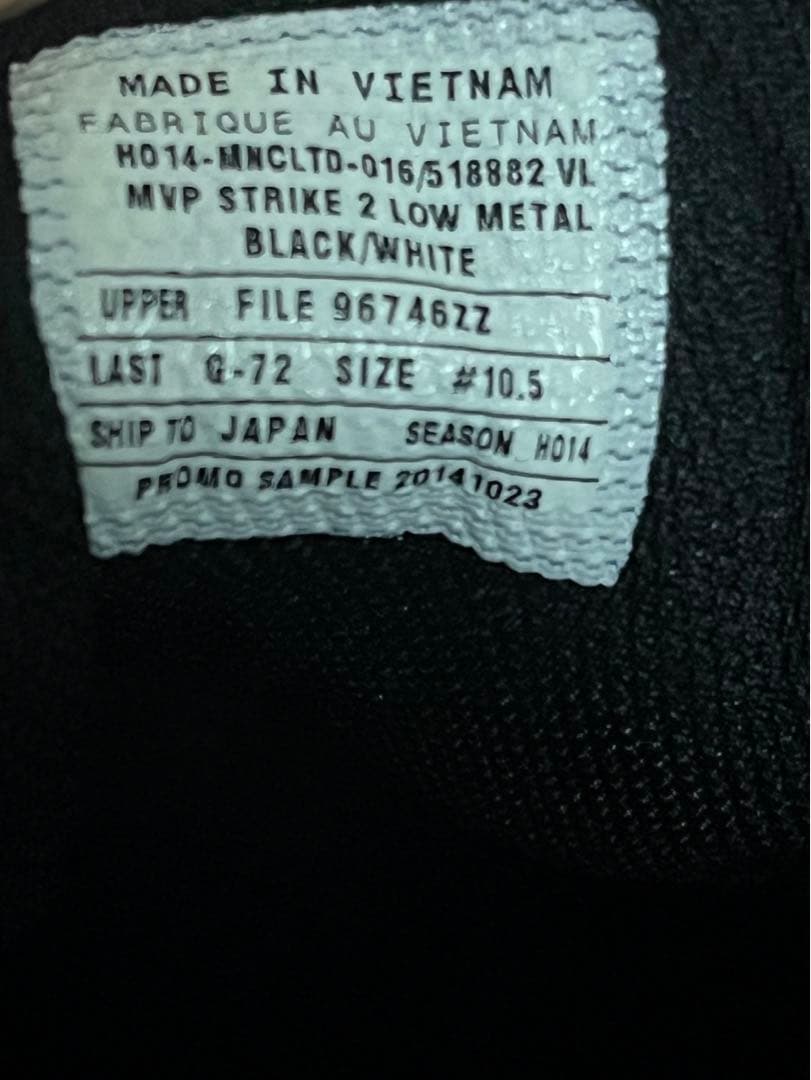 MADE IN VIETNAM
FABRIQUE AU VIETNAM
HO14-MNCLTD-016/518882 VL
MVP STRIKE 2 LOW METAL
BLACK/WHITE
UPPER FILE 967462Z
LAST G-72 SIZE #10.5
SHIP TO JAPAN SEASON HO14
PROMO SAMPLE 20141023